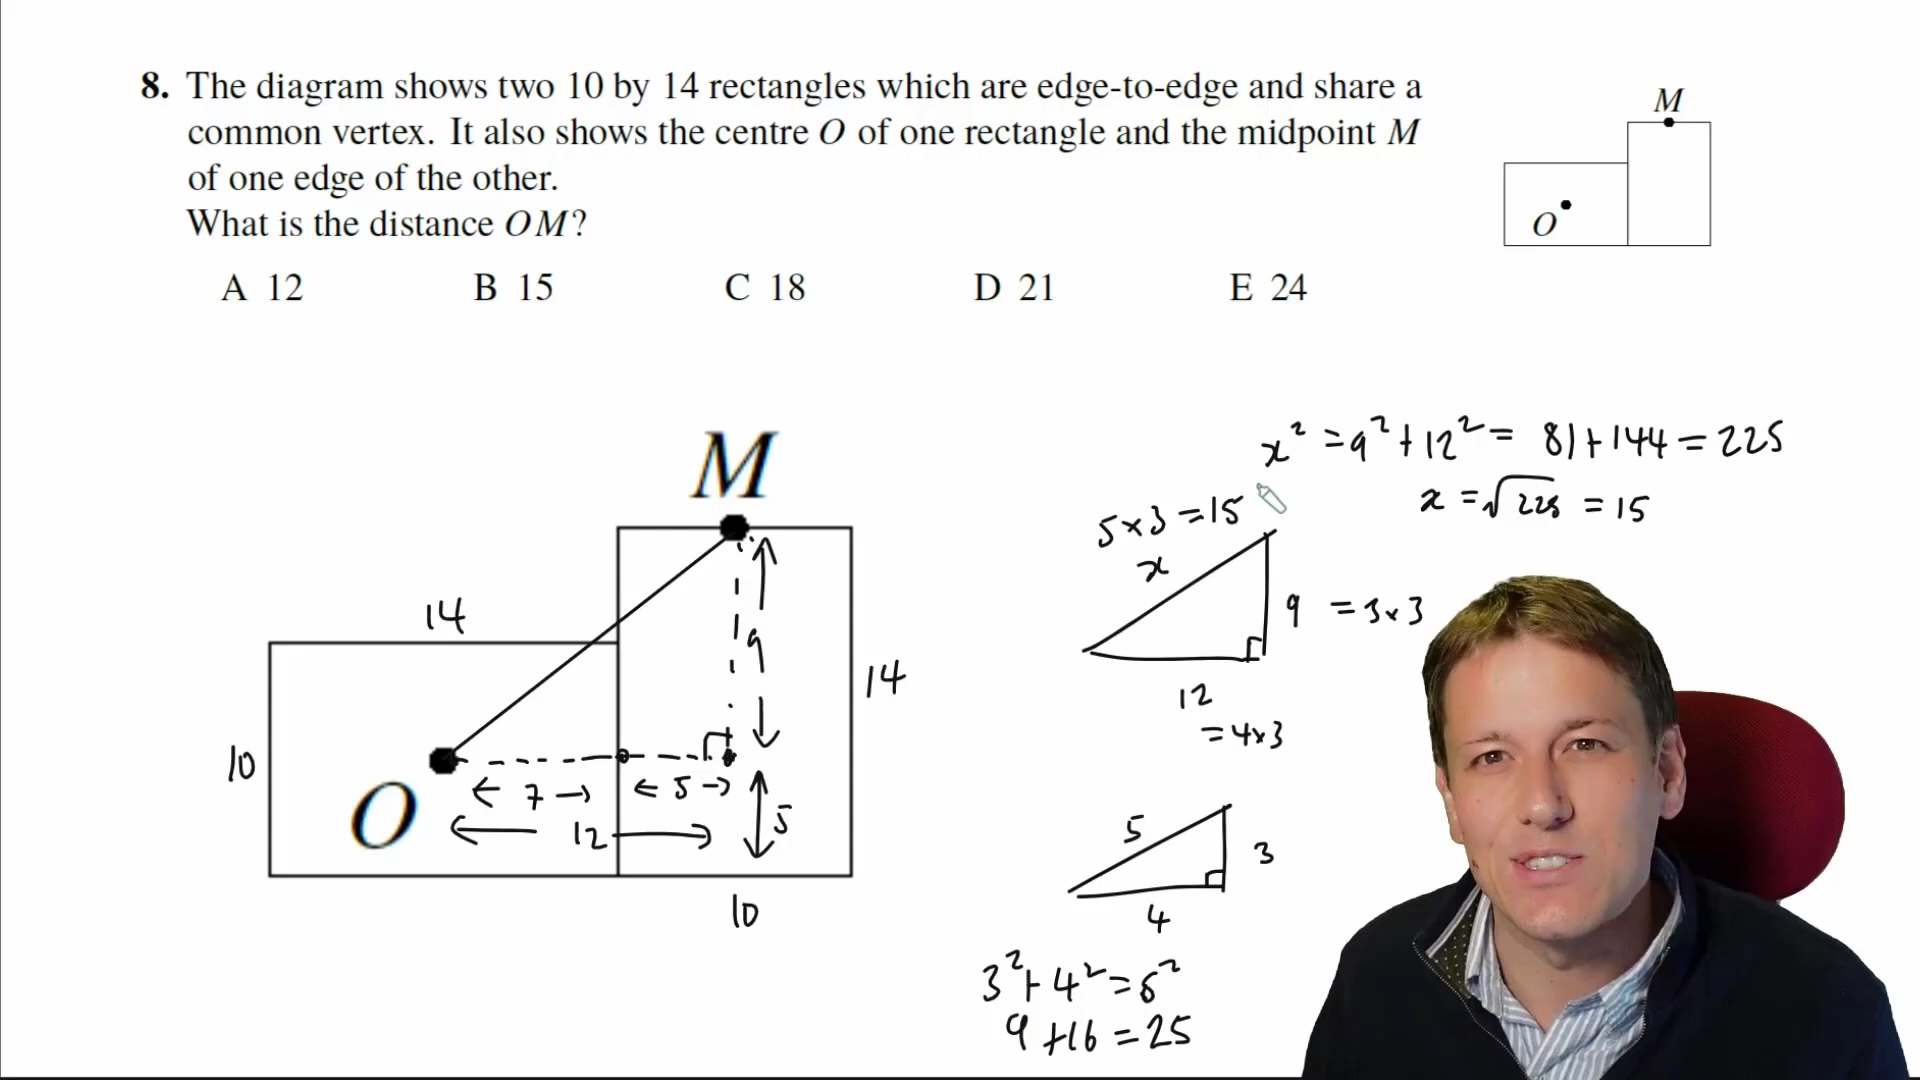 8. The diagram shows two 10 by 14 rectangles which are edge-to-edge and share a
common vertex. It also shows the centre O of one rectangle and the midpoint M
of one edge of the other.
What is the distance OM?
A 12 B 15 C 18 D 21 E 24
M
O
M
14
10
O
9
14
7
5
12
5
10
x² = 9² + 12² = 81 + 144 = 225
x = √225 = 15
5×3 = 15
x
9 = 3×3
12
= 4×3
5
3
4
3² + 4² = 5²
9 + 16 = 25